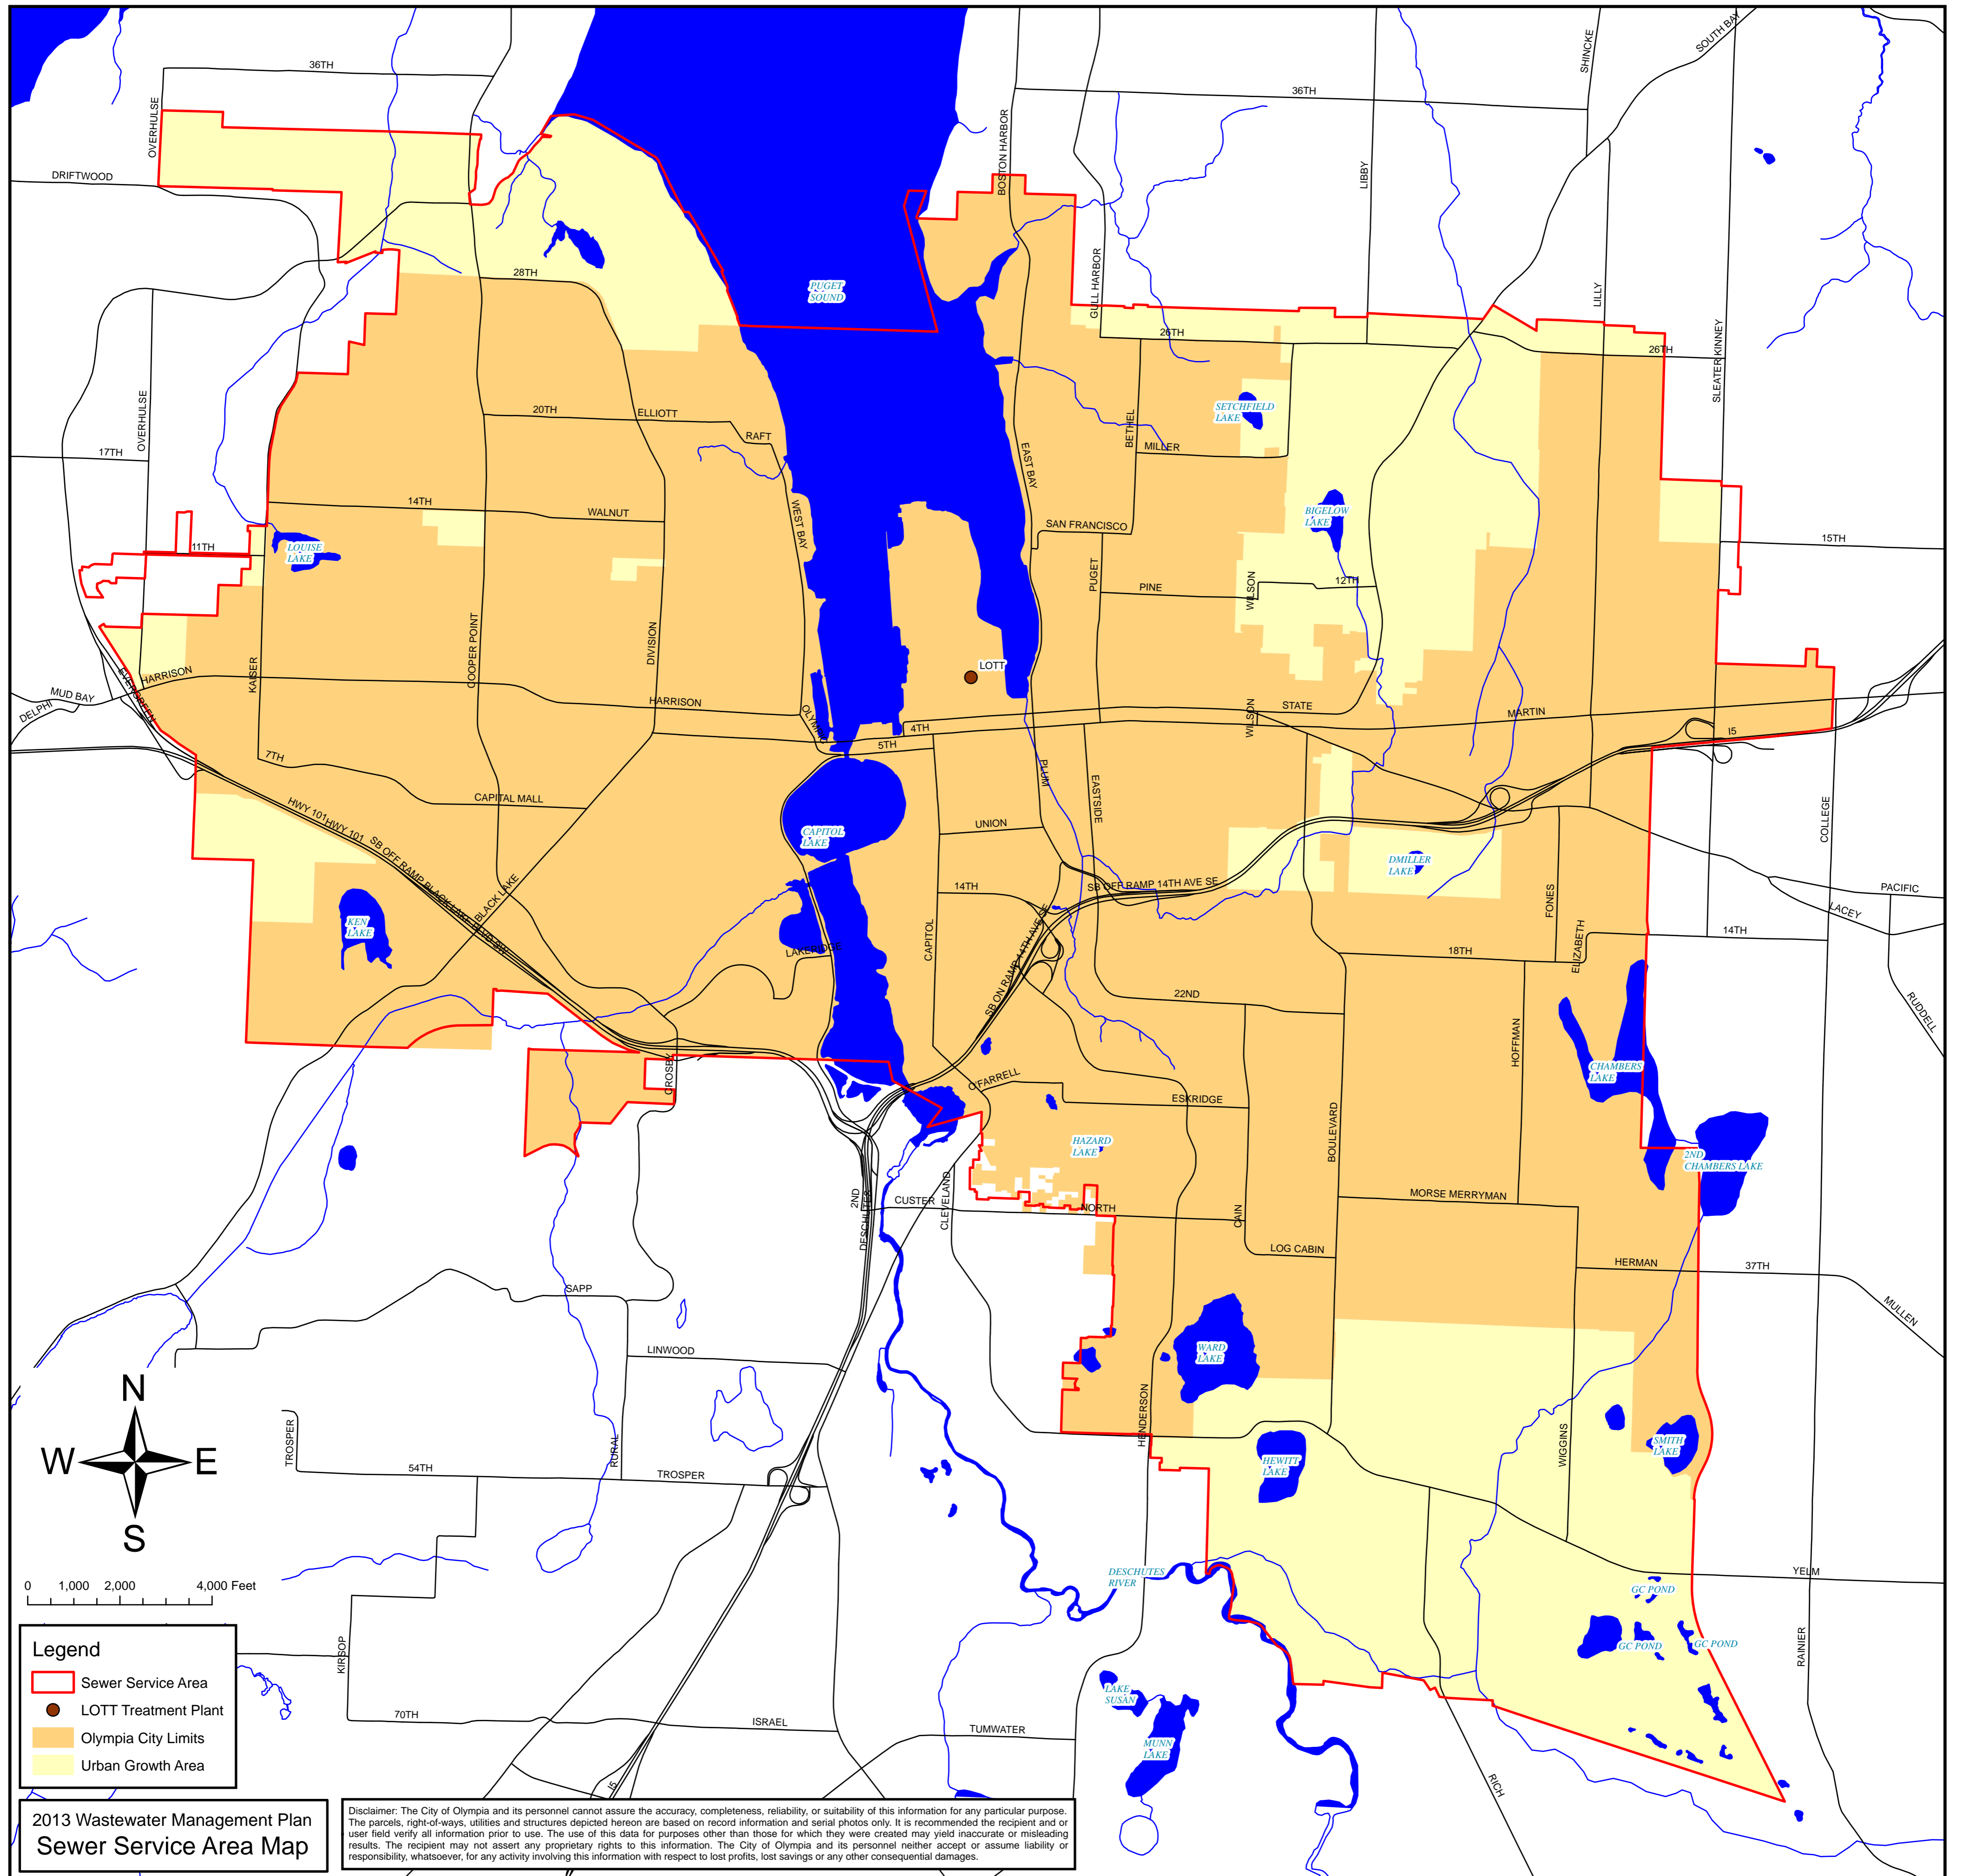 36TH
SHINCKE
SOUTH BAY
36TH
OVERHULSE
BOSTON HARBOR
LIBBY
DRIFTWOOD
28TH
PUGET
SOUND
GULL HARBOR
LILLY
26TH
26TH
SLEATER KINNEY
OVERHULSE
20TH
ELLIOTT
RAFT
SETCHFIELD
LAKE
BETHEL
MILLER
17TH
EAST BAY
14TH
WALNUT
WEST BAY
SAN FRANCISCO
BIGELOW
LAKE
15TH
11TH
LOUISE
LAKE
PUGET
PINE
WILSON
12TH
COOPER POINT
DIVISION
KAISER
HARRISON
EVERGREEN
MUD BAY
DELPHI
LOTT
HARRISON
OLYMPIC
4TH
5TH
WILSON
STATE
MARTIN
I5
7TH
PLUM
EASTSIDE
CAPITAL MALL
HWY 101
HWY 101
SB OFF RAMP BLACK LAKE BLVD SW
BLACK LAKE
UNION
CAPITOL
LAKE
COLLEGE
DMILLER
LAKE
14TH
SB OFF RAMP 14TH AVE SE
PACIFIC
LACEY
KEN
LAKE
FONES
ELIZABETH
14TH
CAPITOL
LAKERIDGE
18TH
SB ON RAMP 14TH AVE SE
22ND
RUDDELL
HOFFMAN
CROSBY
CHAMBERS
LAKE
O'FARRELL
ESKRIDGE
BOULEVARD
HAZARD
LAKE
2ND
CHAMBERS LAKE
2ND
DESCHUTES
CUSTER
CLEVELAND
NORTH
MORSE MERRYMAN
CAIN
LOG CABIN
HERMAN
37TH
SAPP
MULLEN
LINWOOD
WARD
LAKE
N
W
E
S
HENDERSON
WIGGINS
TROSPER
RURAL
SMITH
LAKE
54TH
TROSPER
HEWITT
LAKE
DESCHUTES
RIVER
YELM
0
1,000
2,000
4,000 Feet
GC POND
GC POND
GC POND
KIRSOP
RAINIER
LAKE
SUSAN
70TH
ISRAEL
TUMWATER
MUNN
LAKE
I5
RICH
Legend
Sewer Service Area
LOTT Treatment Plant
Olympia City Limits
Urban Growth Area
2013 Wastewater Management Plan
Sewer Service Area Map
Disclaimer: The City of Olympia and its personnel cannot assure the accuracy, completeness, reliability, or suitability of this information for any particular purpose.
The parcels, right-of-ways, utilities and structures depicted hereon are based on record information and serial photos only. It is recommended the recipient and or
user field verify all information prior to use. The use of this data for purposes other than those for which they were created may yield inaccurate or misleading
results. The recipient may not assert any proprietary rights to this information. The City of Olympia and its personnel neither accept or assume liability or
responsibility, whatsoever, for any activity involving this information with respect to lost profits, lost savings or any other consequential damages.